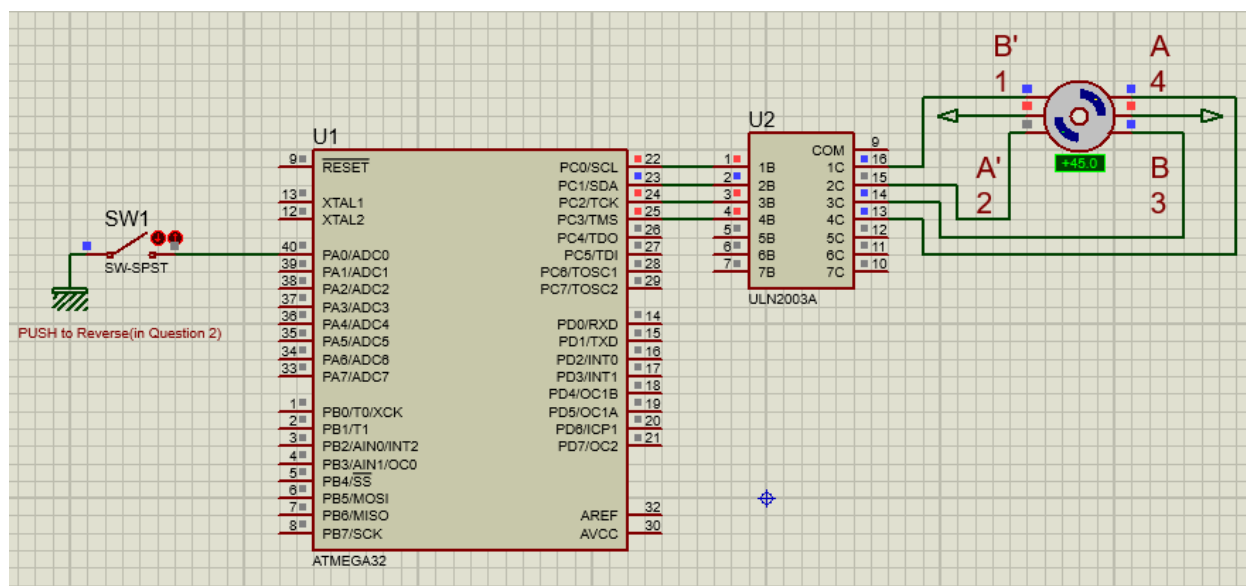 B' A
1 4
U2
U1
9 RESET PC0/SCL 22 1 1B COM 9
1C 16
13 XTAL1 PC1/SDA 23 2 2B 2C 15
12 XTAL2 PC2/TCK 24 3 3B 3C 14
PC3/TMS 25 4 4B 4C 13
+45.0
A' B
2 3
SW1
SW-SPST
40 PA0/ADC0 PC4/TDO 26 5 5B 5C 12
39 PA1/ADC1 PC5/TDI 27 6 6B 6C 11
38 PA2/ADC2 PC6/TOSC1 28 7 7B 7C 10
37 PA3/ADC3 PC7/TOSC2 29
ULN2003A
PUSH to Reverse(in Question 2)
36 PA4/ADC4 PD0/RXD 14
35 PA5/ADC5 PD1/TXD 15
34 PA6/ADC6 PD2/INT0 16
33 PA7/ADC7 PD3/INT1 17
PD4/OC1B 18
1 PB0/T0/XCK PD5/OC1A 19
2 PB1/T1 PD6/ICP1 20
3 PB2/AIN0/INT2 PD7/OC2 21
4 PB3/AIN1/OC0
5 PB4/SS
6 PB5/MOSI
7 PB6/MISO AREF 32
8 PB7/SCK AVCC 30
ATMEGA32